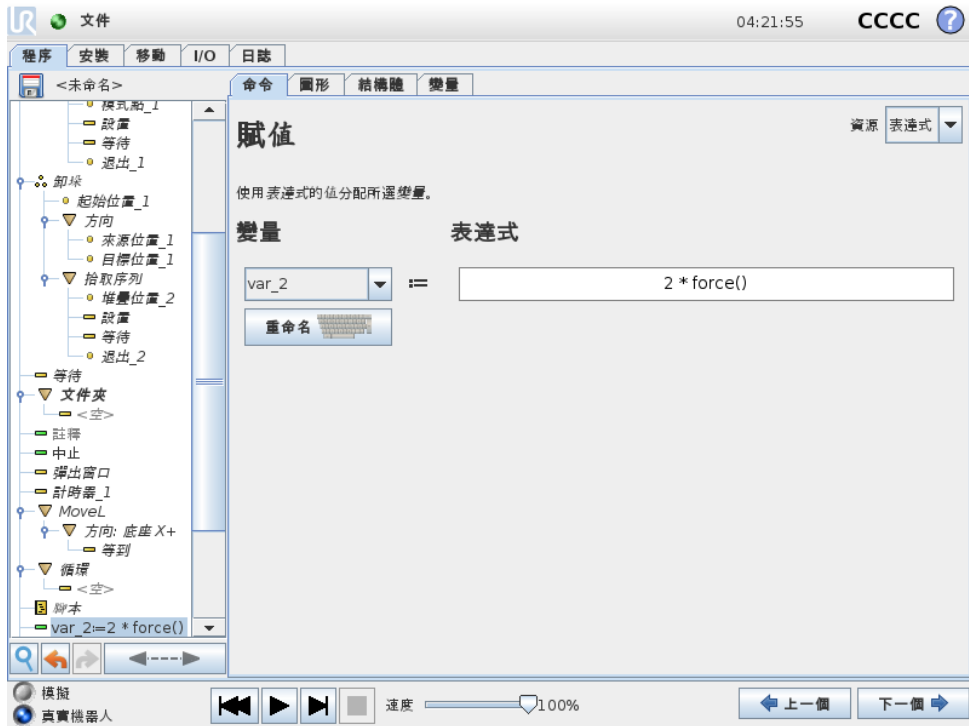 UR 文件 04:21:55 CCCC ?
程序 安裝 移動 I/O 日誌
<未命名>
命令 圖形 結構體 變量
模式點_1
設置
等待
退出_1
卸垛
起始位置_1
方向
來源位置_1
目標位置_1
拾取序列
堆疊位置_2
設置
等待
退出_2
等待
文件夾
<空>
註釋
中止
彈出窗口
計時器_1
MoveL
方向: 底座 X+
等到
循環
<空>
腳本
var_2:=2 * force()
賦值
資源 表達式
使用表達式的值分配所選變量。
變量 表達式
var_2 := 2 * force()
重命名
模擬
真實機器人
速度 100%
上一個 下一個